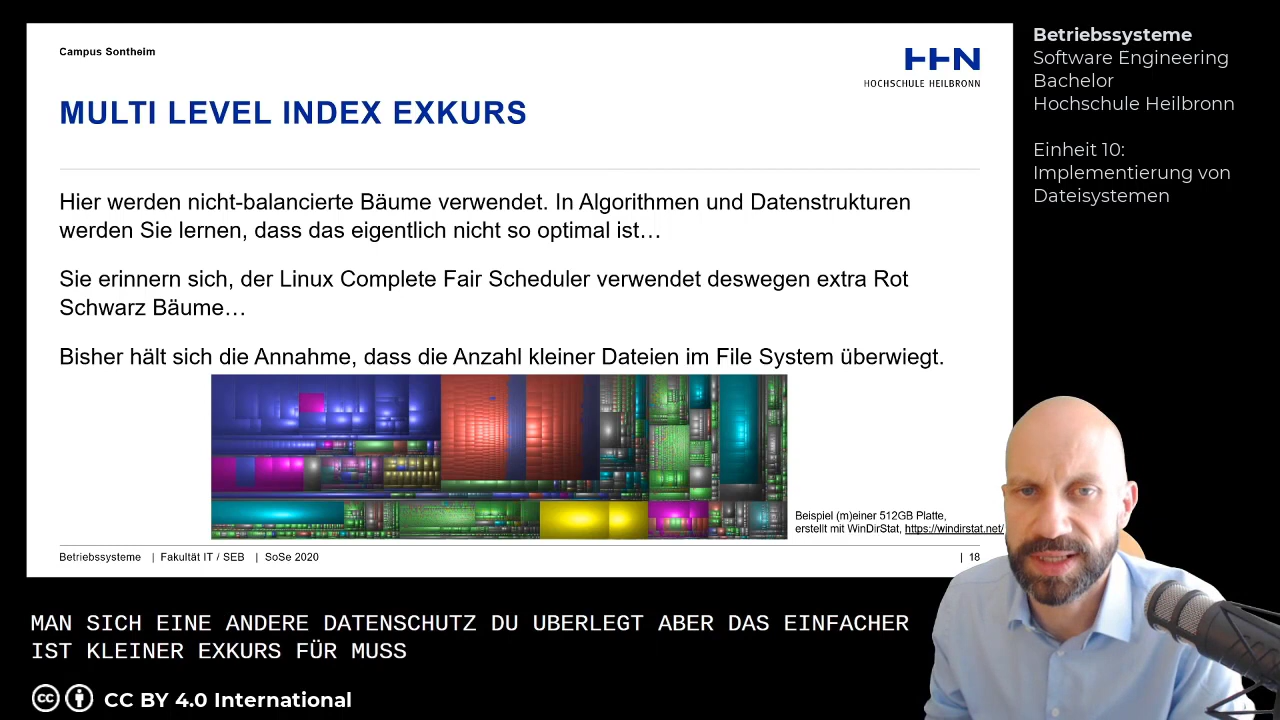 Campus Sontheim
HHN
HOCHSCHULE HEILBRONN
MULTI LEVEL INDEX EXKURS
Hier werden nicht-balancierte Bäume verwendet. In Algorithmen und Datenstrukturen
werden Sie lernen, dass das eigentlich nicht so optimal ist…
Sie erinnern sich, der Linux Complete Fair Scheduler verwendet deswegen extra Rot
Schwarz Bäume…
Bisher hält sich die Annahme, dass die Anzahl kleiner Dateien im File System überwiegt.
Beispiel (m)einer 512GB Platte,
erstellt mit WinDirStat, https://windirstat.net/
Betriebssysteme | Fakultät IT / SEB | SoSe 2020 | 18
Betriebssysteme
Software Engineering
Bachelor
Hochschule Heilbronn
Einheit 10:
Implementierung von
Dateisystemen
MAN SICH EINE ANDERE DATENSCHUTZ DU UBERLEGT ABER DAS EINFACHER
IST KLEINER EXKURS FÜR MUSS
cc CC BY 4.0 International